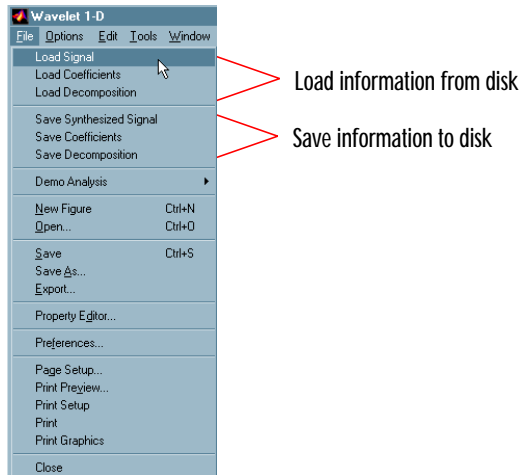 Wavelet 1-D
File Options Edit Tools Window
Load Signal
Load Coefficients
Load Decomposition
Load information from disk
Save Synthesized Signal
Save Coefficients
Save Decomposition
Save information to disk
Demo Analysis
New Figure Ctrl+N
Open... Ctrl+O
Save Ctrl+S
Save As...
Export...
Property Editor...
Preferences...
Page Setup...
Print Preview...
Print Setup
Print
Print Graphics
Close